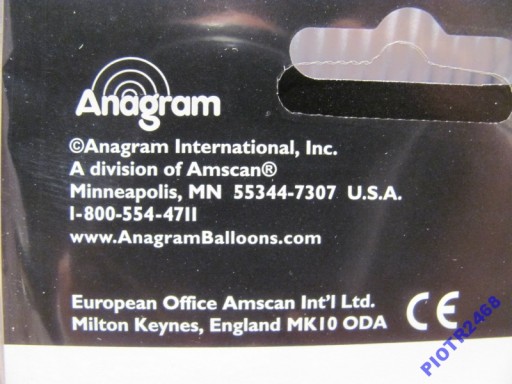 Anagram
©Anagram International, Inc.
A division of Amscan®
Minneapolis, MN 55344-7307 U.S.A.
1-800-554-4711
www.AnagramBalloons.com
European Office Amscan Int'l Ltd.
Milton Keynes, England MK10 ODA
CE
PIOTR2468